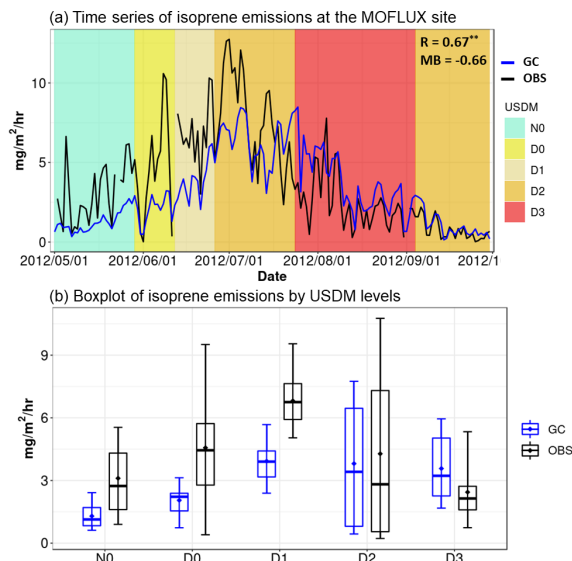 (a) Time series of isoprene emissions at the MOFLUX site
mg/m²/hr
10
5
0
R = 0.67**
MB = -0.66
GC
OBS
USDM
N0
D0
D1
D2
D3
2012/05/01 2012/06/01 2012/07/01 2012/08/01 2012/09/01 2012/1
Date
(b) Boxplot of isoprene emissions by USDM levels
mg/m²/hr
9
6
3
0
GC
OBS
N0 D0 D1 D2 D3